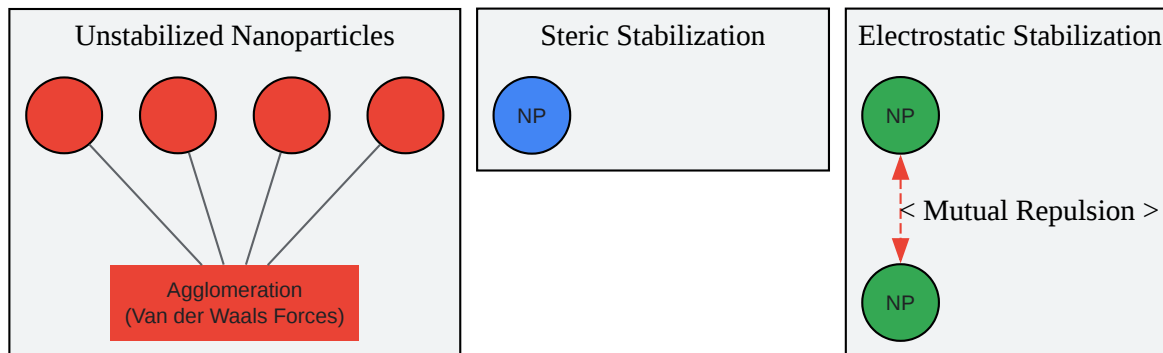 Unstabilized Nanoparticles
Agglomeration
(Van der Waals Forces)
Steric Stabilization
NP
Electrostatic Stabilization
NP
< Mutual Repulsion >
NP